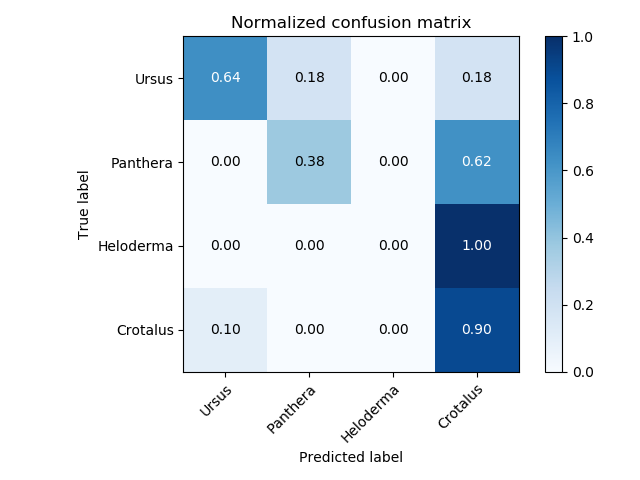 Normalized confusion matrix
True label
Ursus 0.64 0.18 0.00 0.18
Panthera 0.00 0.38 0.00 0.62
Heloderma 0.00 0.00 0.00 1.00
Crotalus 0.10 0.00 0.00 0.90
Ursus Panthera Heloderma Crotalus
Predicted label
1.0
0.8
0.6
0.4
0.2
0.0